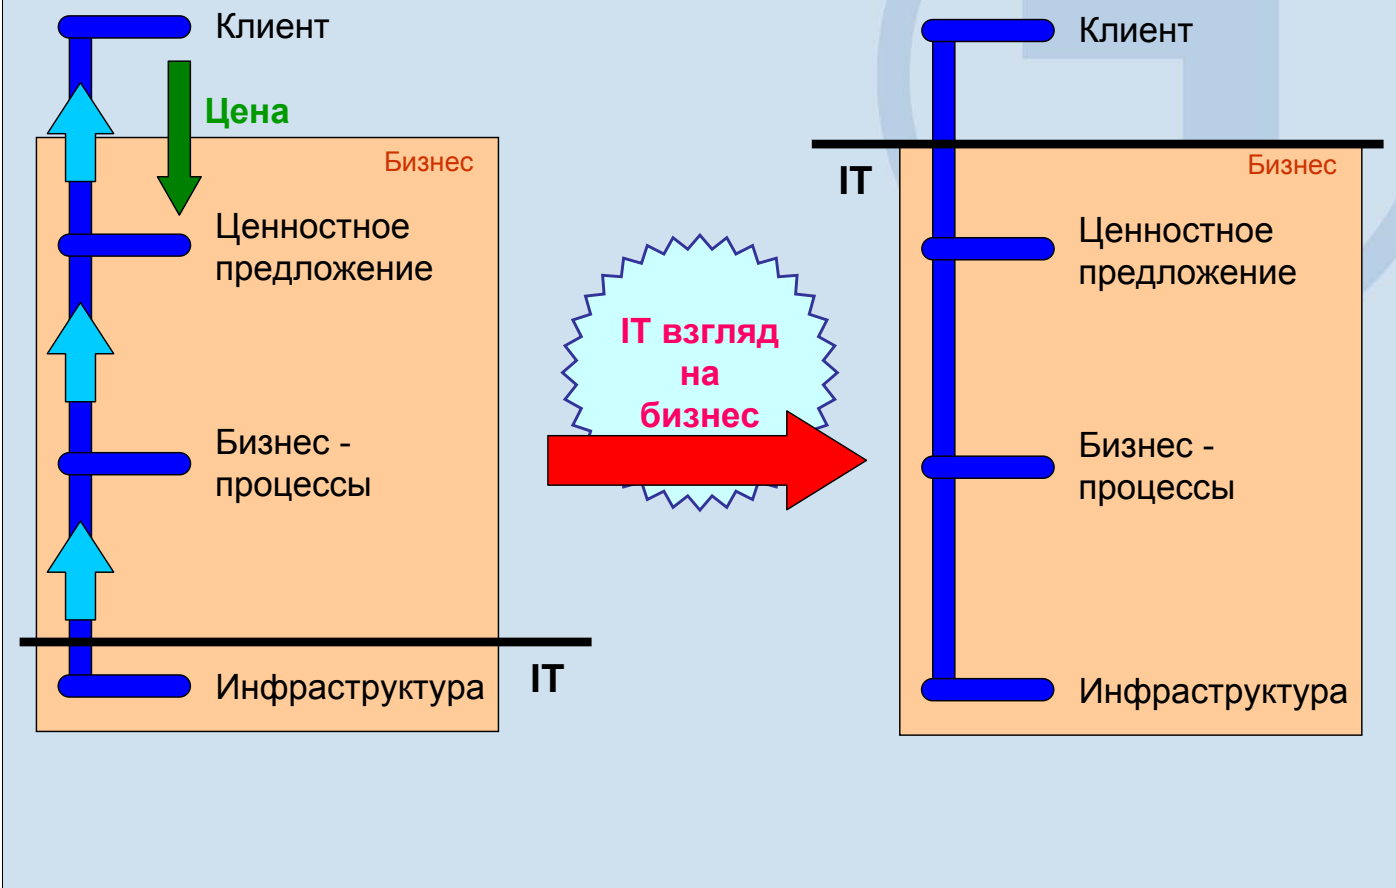 Клиент
Цена
Бизнес
Ценностное
предложение
Бизнес -
процессы
Инфраструктура
IT
IT взгляд
на
бизнес
Клиент
IT
Бизнес
Ценностное
предложение
Бизнес -
процессы
Инфраструктура